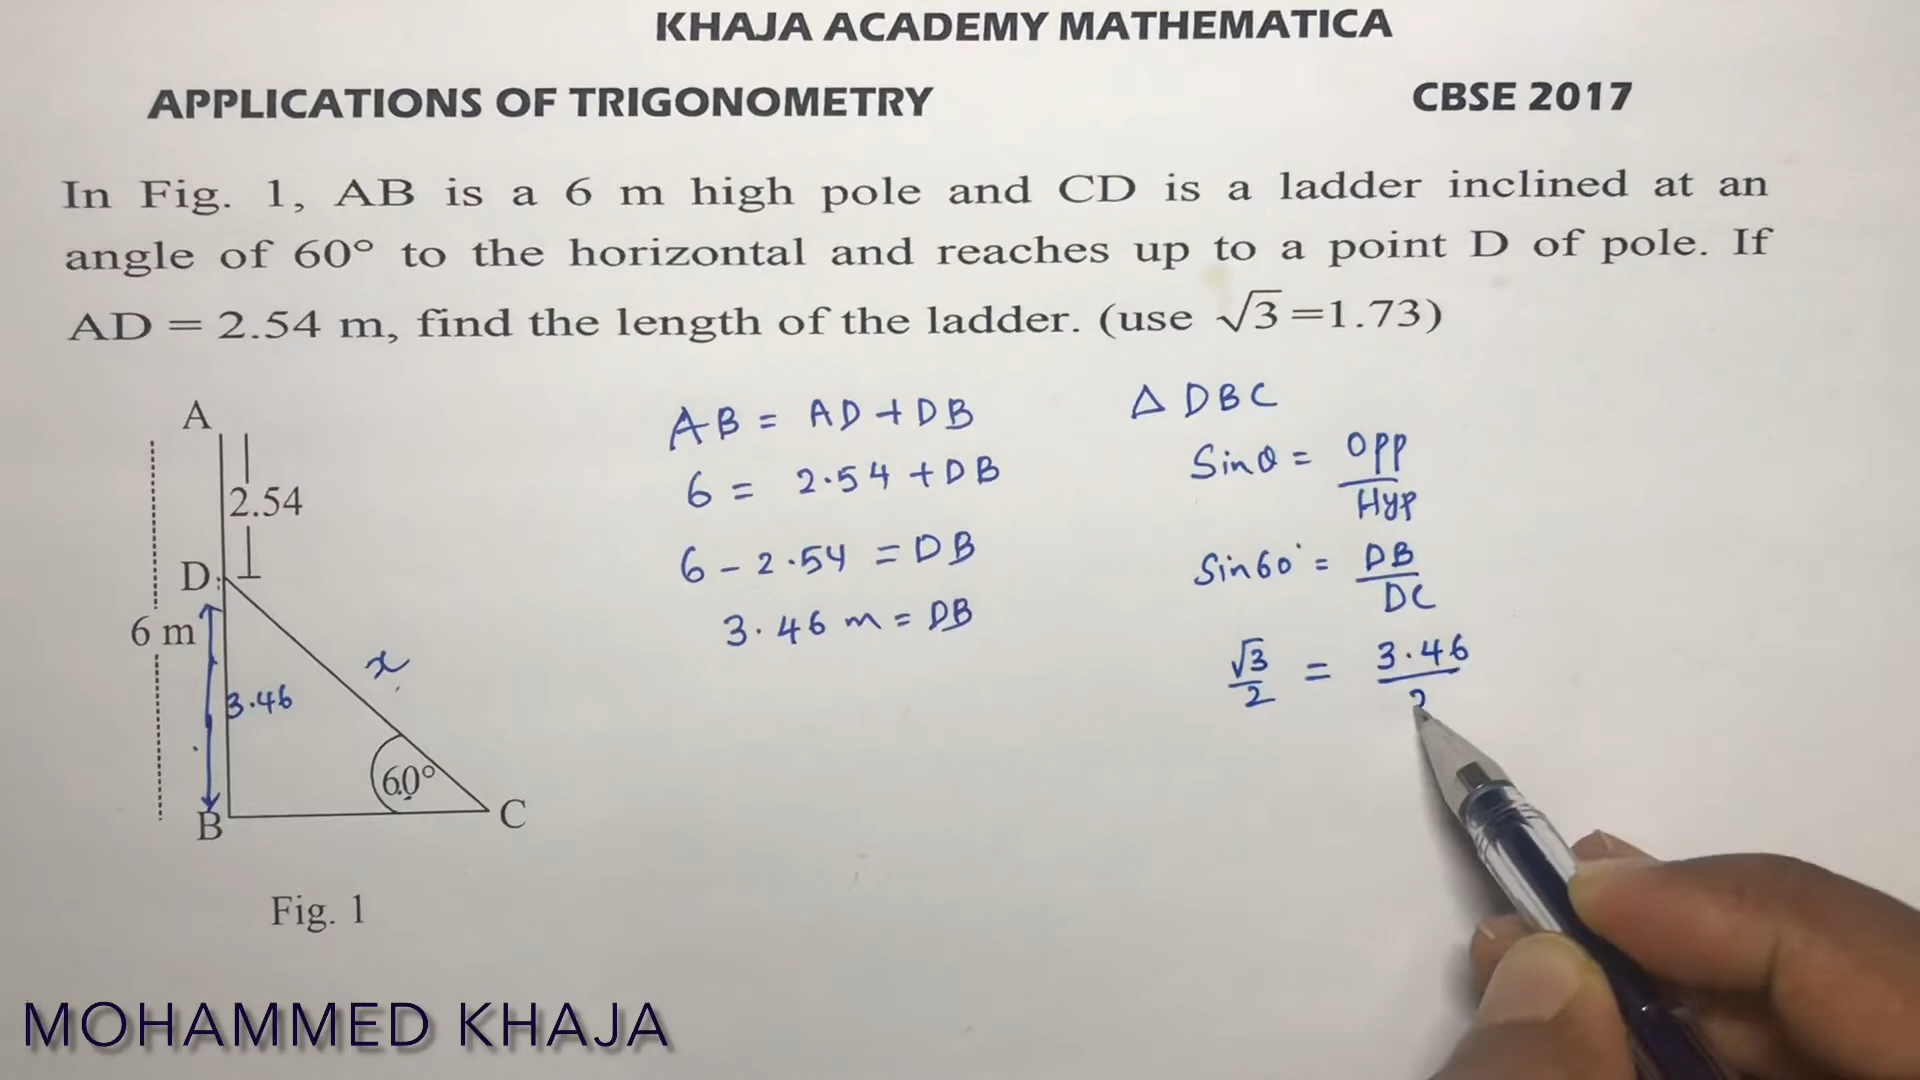 KHAJA ACADEMY MATHEMATICA
APPLICATIONS OF TRIGONOMETRY CBSE 2017
In Fig. 1, AB is a 6 m high pole and CD is a ladder inclined at an
angle of 60° to the horizontal and reaches up to a point D of pole. If
AD = 2.54 m, find the length of the ladder. (use √3=1.73)
A
2.54
D
6 m
x
3.46
60°
B
C
Fig. 1
AB = AD + DB
6 = 2.54 + DB
6 - 2.54 = DB
3.46 m = DB
Δ DBC
Sinθ = Opp/Hyp
Sin60° = DB/DC
√3/2 = 3.46/
MOHAMMED KHAJA